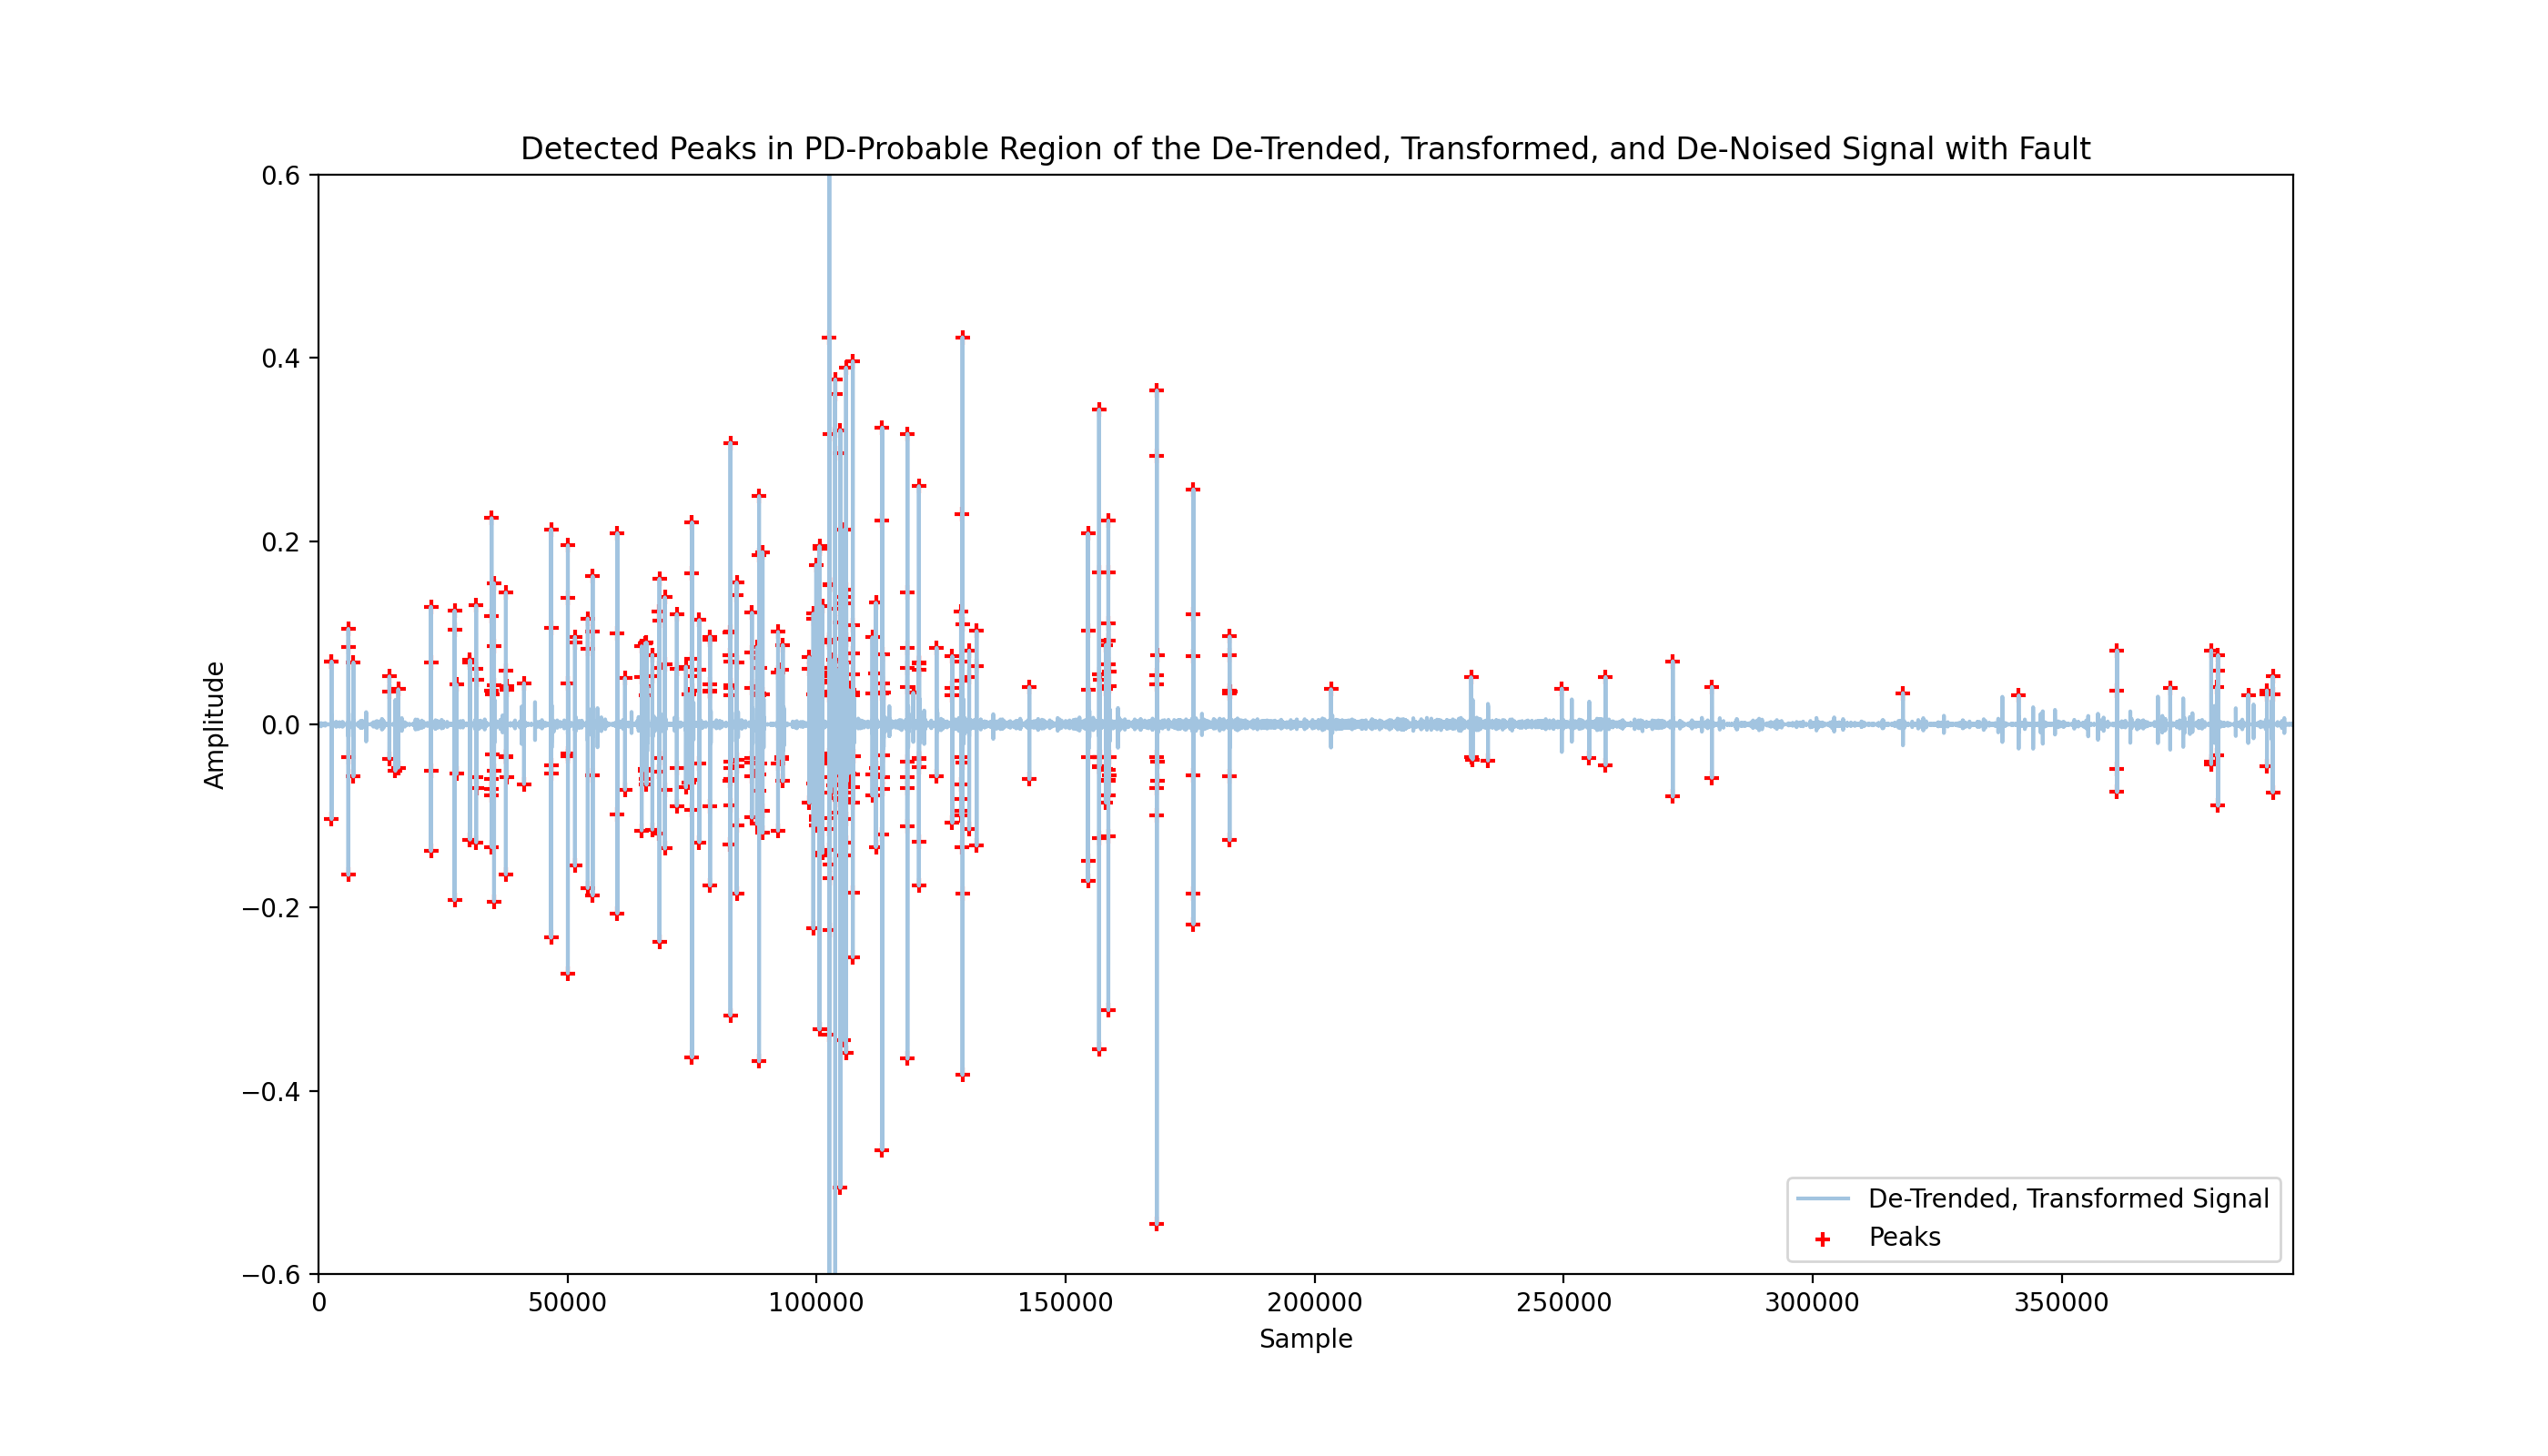 Detected Peaks in PD-Probable Region of the De-Trended, Transformed, and De-Noised Signal with Fault
0.6
0.4
0.2
0.0
−0.2
−0.4
−0.6
Amplitude
0 50000 100000 150000 200000 250000 300000 350000
Sample
De-Trended, Transformed Signal
Peaks